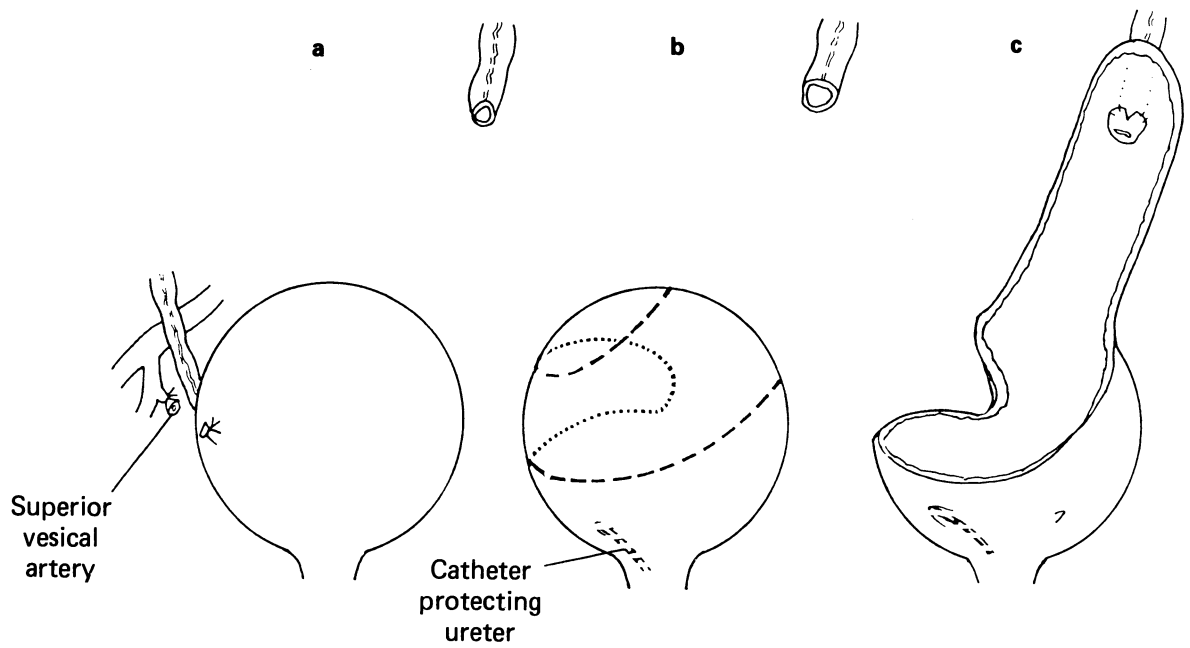 a
b
c
Superior
vesical
artery
Catheter
protecting
ureter